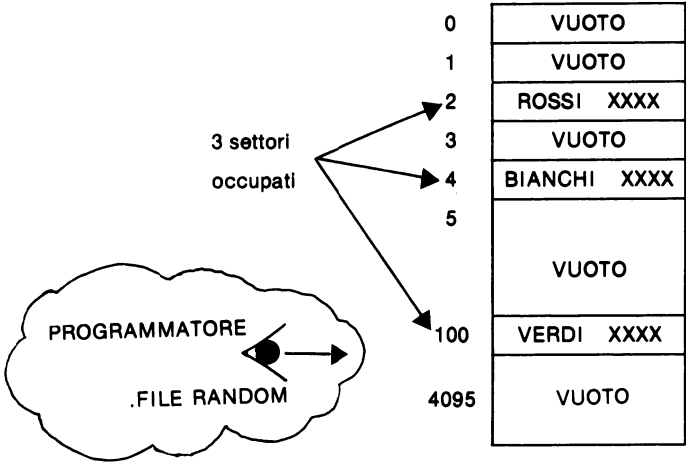 0 VUOTO
1 VUOTO
2 ROSSI XXXX
3 VUOTO
4 BIANCHI XXXX
5
VUOTO
100 VERDI XXXX
4095 VUOTO
3 settori
occupati
PROGRAMMATORE
.FILE RANDOM